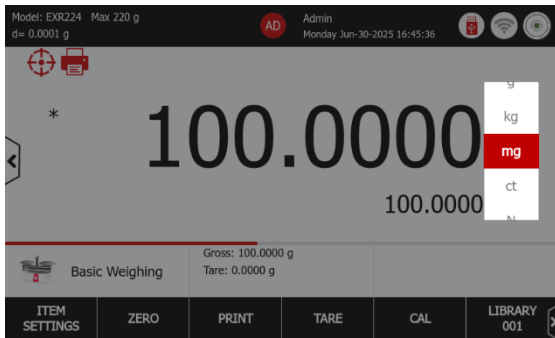 Model: EXR224 Max 220 g
d= 0.0001 g
AD
Admin
Monday Jun-30-2025 16:45:36
*
100.0000
100.0000
g
kg
mg
ct
N
Basic Weighing
Gross: 100.0000 g
Tare: 0.0000 g
ITEM
SETTINGS
ZERO
PRINT
TARE
CAL
LIBRARY
001